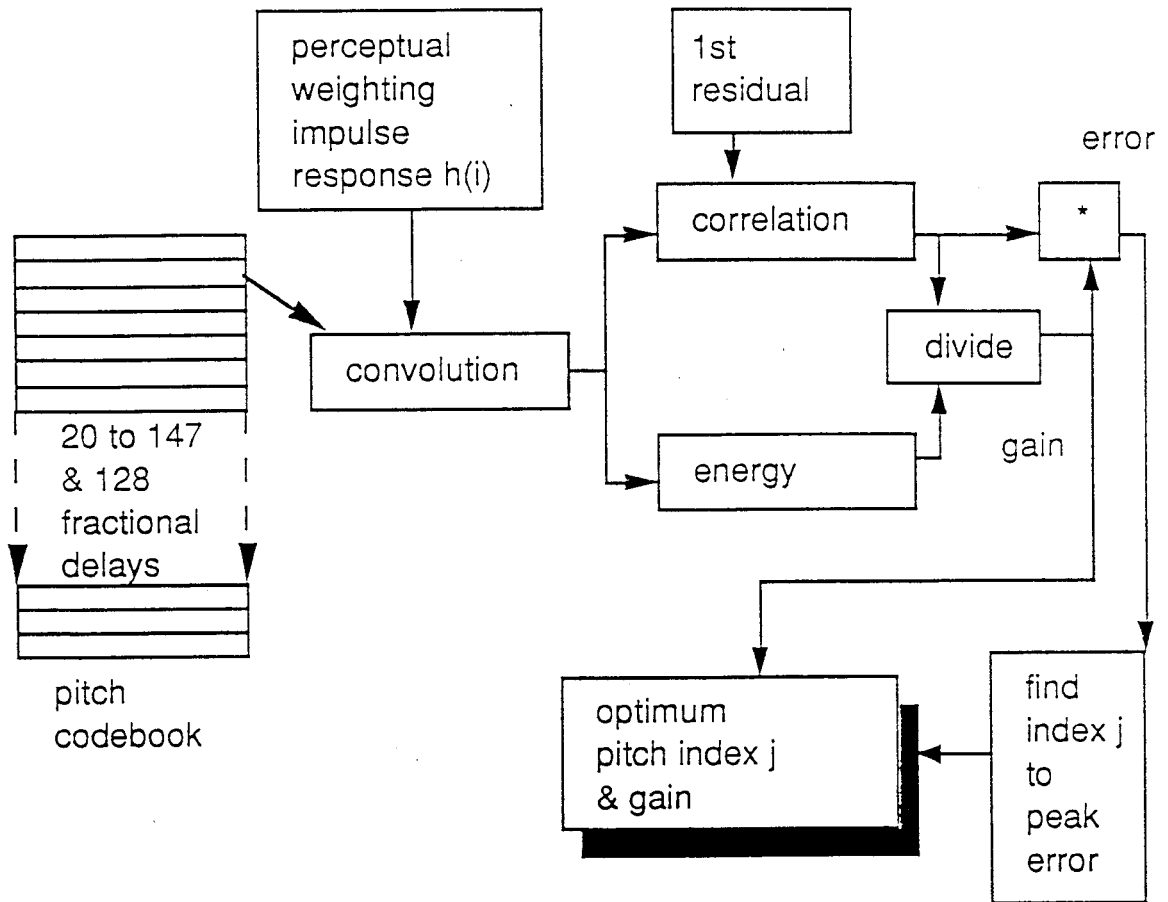 perceptual
weighting
impulse
response h(i)
1st
residual
error
correlation
*
divide
convolution
gain
energy
20 to 147
& 128
fractional
delays
pitch
codebook
optimum
pitch index j
& gain
find
index j
to
peak
error